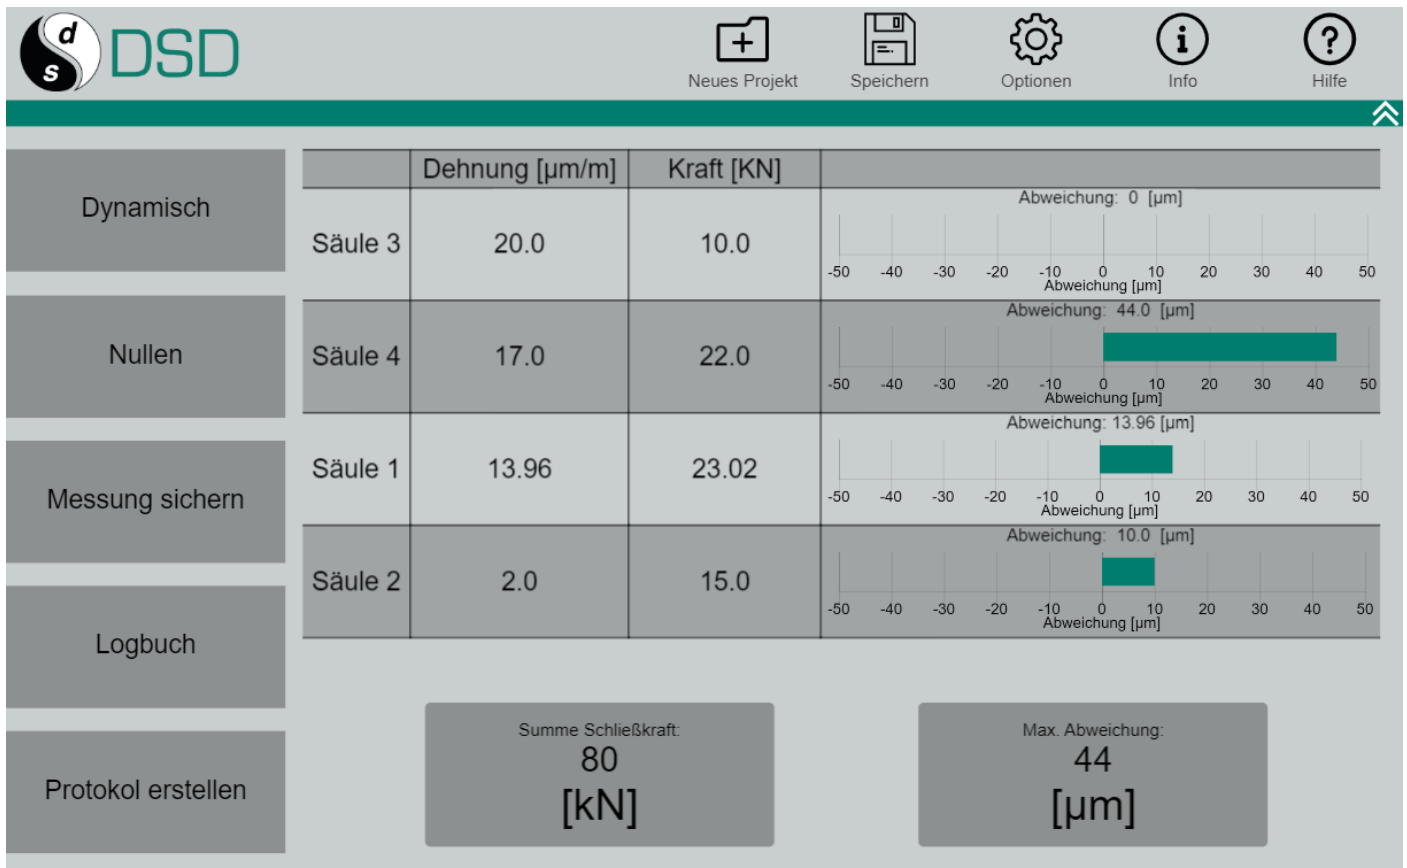 d
s
DSD
Neues Projekt
Speichern
Optionen
Info
Hilfe
Dynamisch
Nullen
Messung sichern
Logbuch
Protokol erstellen
Dehnung [µm/m] Kraft [KN]
Säule 3 20.0 10.0
Abweichung: 0 [µm]
-50 -40 -30 -20 -10 0 10 20 30 40 50
Abweichung [µm]
Säule 4 17.0 22.0
Abweichung: 44.0 [µm]
-50 -40 -30 -20 -10 0 10 20 30 40 50
Abweichung [µm]
Säule 1 13.96 23.02
Abweichung: 13.96 [µm]
-50 -40 -30 -20 -10 0 10 20 30 40 50
Abweichung [µm]
Säule 2 2.0 15.0
Abweichung: 10.0 [µm]
-50 -40 -30 -20 -10 0 10 20 30 40 50
Abweichung [µm]
Summe Schließkraft:
80
[kN]
Max. Abweichung:
44
[µm]